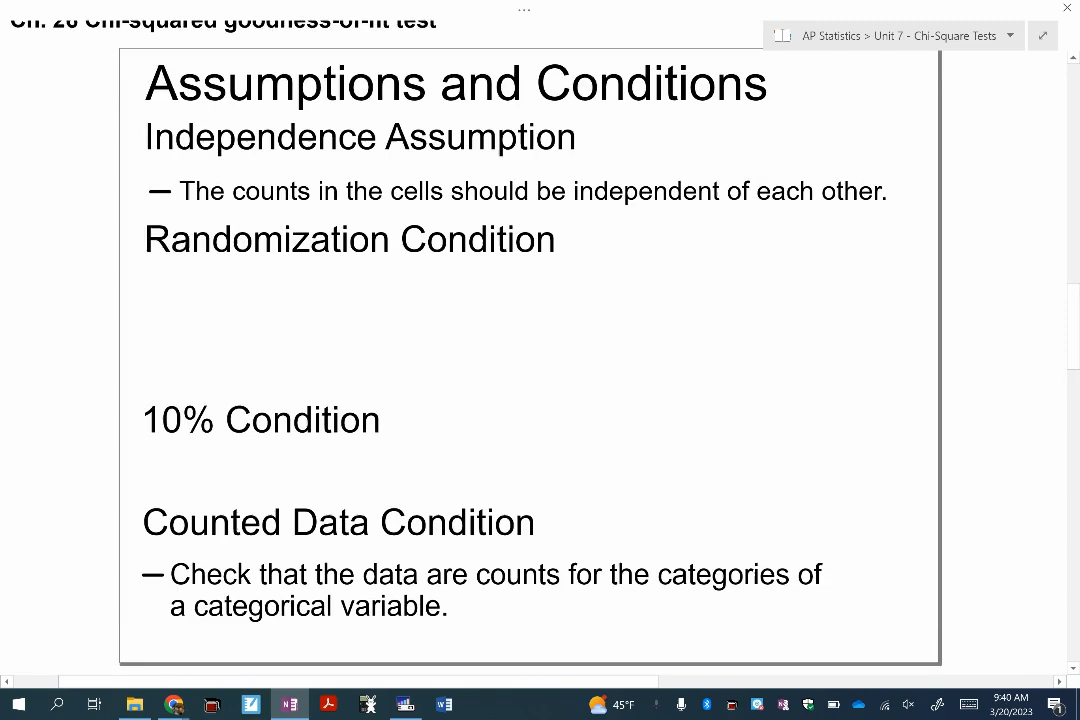 Ch. 26 Chi-squared goodness-of-fit test
AP Statistics > Unit 7 - Chi-Square Tests
Assumptions and Conditions
Independence Assumption
— The counts in the cells should be independent of each other.
Randomization Condition
10% Condition
Counted Data Condition
— Check that the data are counts for the categories of
a categorical variable.
45°F
9:40 AM
3/20/2023